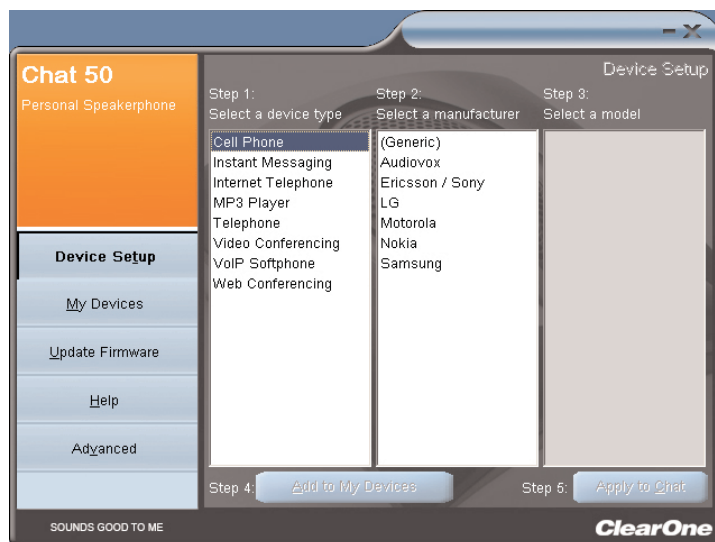 Chat 50
Personal Speakerphone
Device Setup
My Devices
Update Firmware
Help
Advanced
SOUNDS GOOD TO ME
Device Setup
Step 1:
Select a device type
Cell Phone
Instant Messaging
Internet Telephone
MP3 Player
Telephone
Video Conferencing
VoIP Softphone
Web Conferencing
Step 2:
Select a manufacturer
(Generic)
Audiovox
Ericsson / Sony
LG
Motorola
Nokia
Samsung
Step 3:
Select a model
Step 4:
Add to My Devices
Step 5:
Apply to Chat
ClearOne